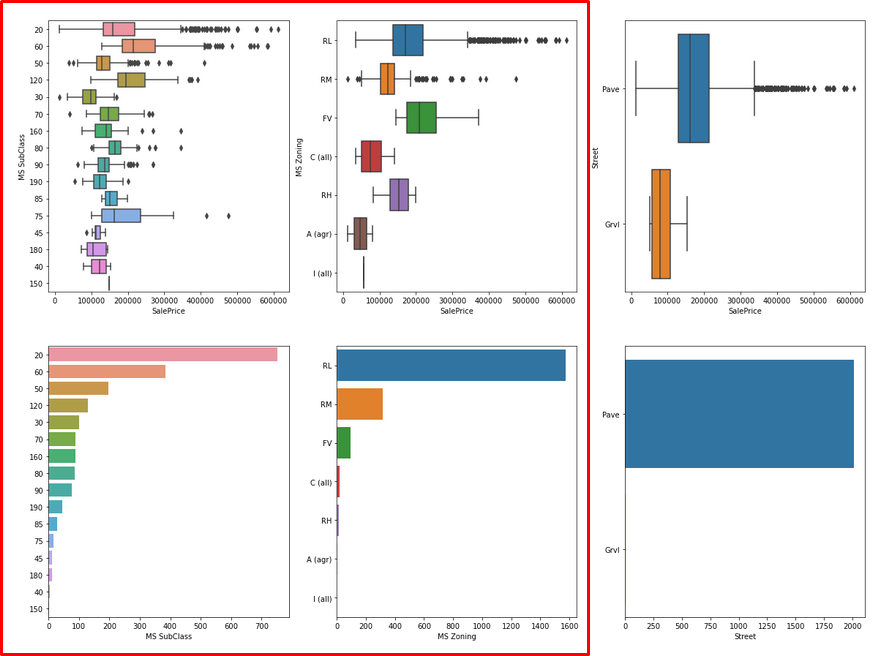 MS SubClass
20
60
50
120
30
70
160
80
90
190
85
75
45
180
40
150
0 100000 200000 300000 400000 500000 600000
SalePrice
MS Zoning
RL
RM
FV
C (all)
RH
A (agr)
I (all)
0 100000 200000 300000 400000 500000 600000
SalePrice
Street
Pave
Grvl
0 100000 200000 300000 400000 500000 600000
SalePrice
20
60
50
120
30
70
160
80
90
190
85
75
45
180
40
150
0 100 200 300 400 500 600 700
MS SubClass
RL
RM
FV
C (all)
RH
A (agr)
I (all)
0 200 400 600 800 1000 1200 1400 1600
MS Zoning
Pave
Grvl
0 250 500 750 1000 1250 1500 1750 2000
Street